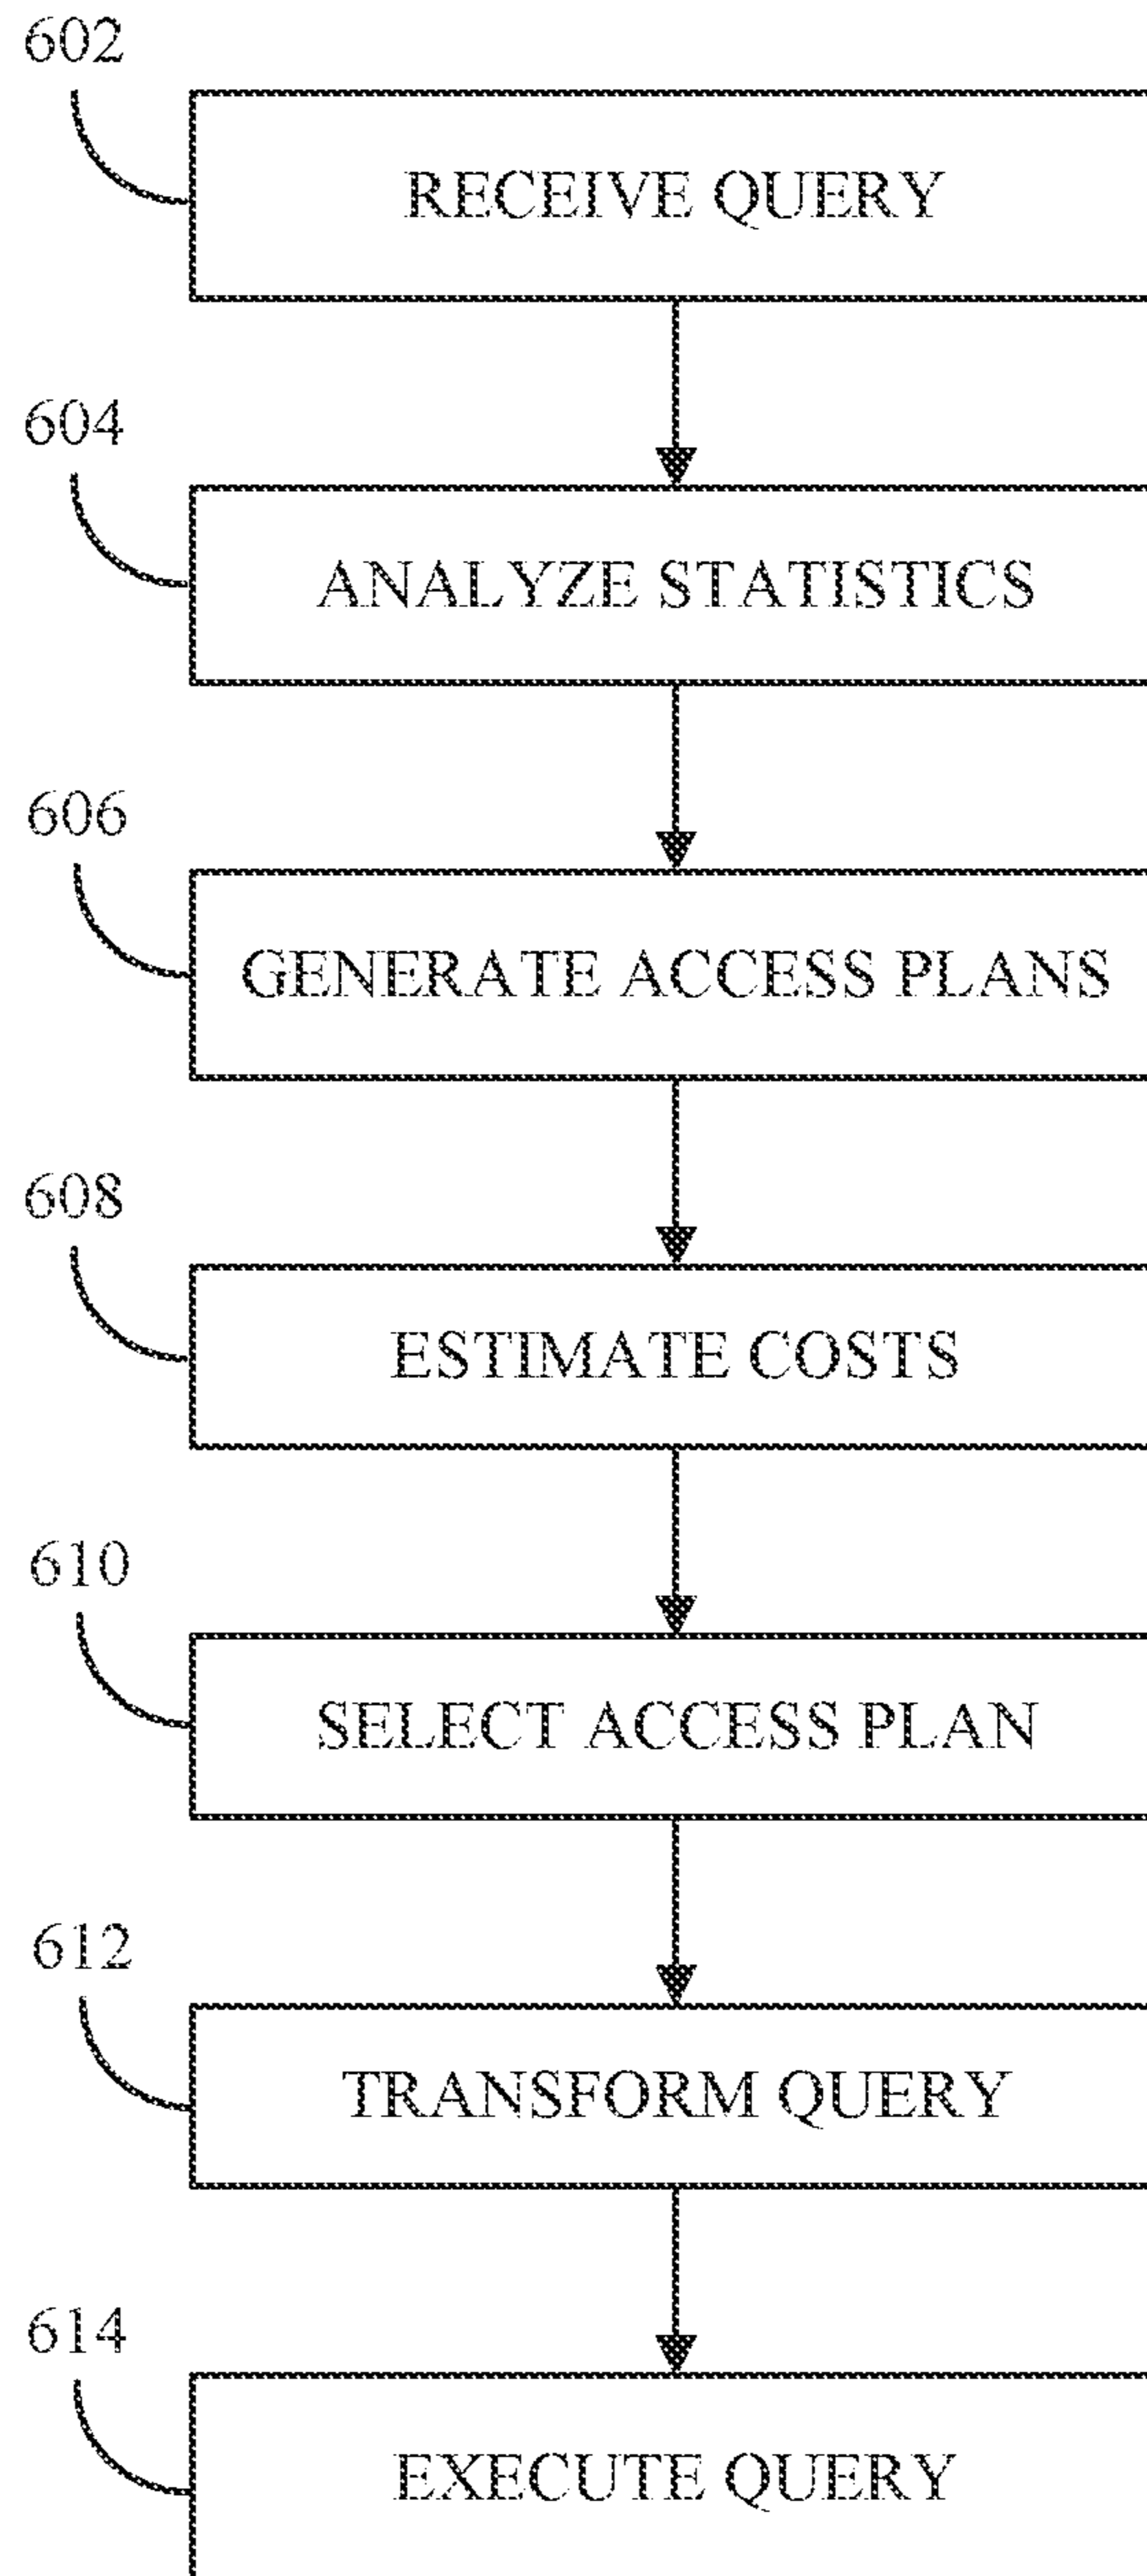 602
RECEIVE QUERY
604
ANALYZE STATISTICS
606
GENERATE ACCESS PLANS
608
ESTIMATE COSTS
610
SELECT ACCESS PLAN
612
TRANSFORM QUERY
614
EXECUTE QUERY